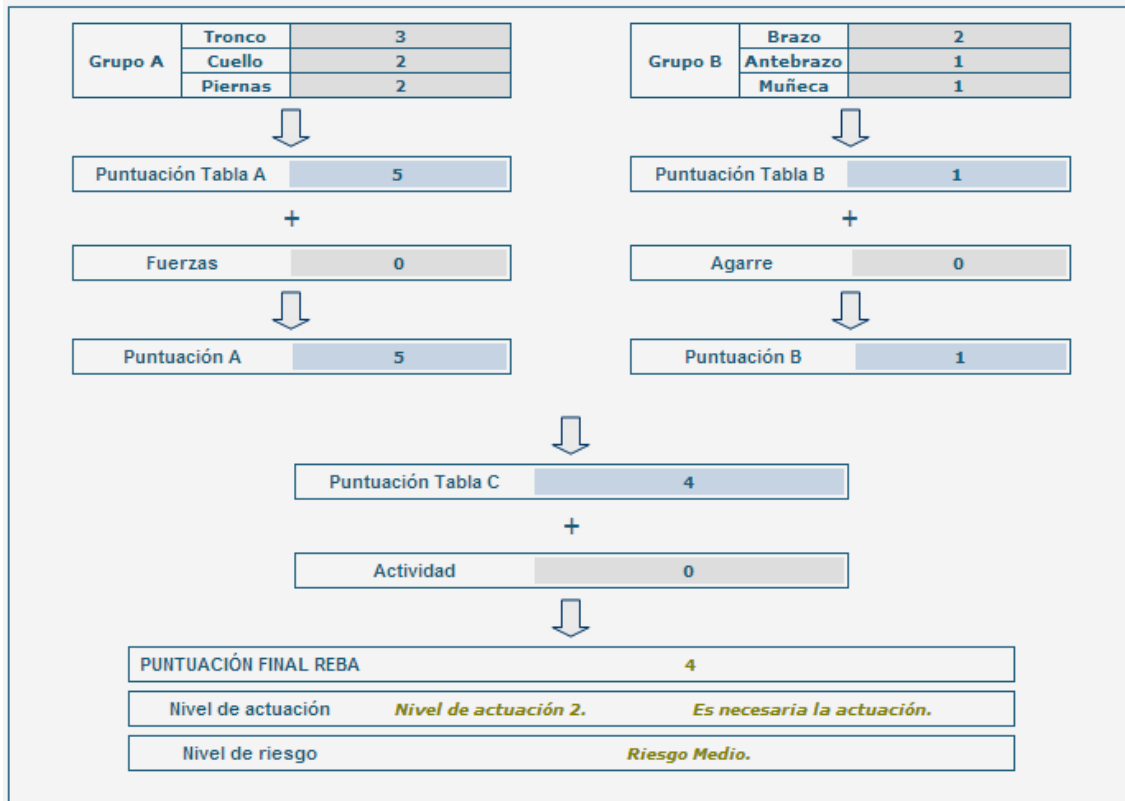 Grupo A
Tronco 3
Cuello 2
Piernas 2
Grupo B
Brazo 2
Antebrazo 1
Muñeca 1
Puntuación Tabla A 5
Puntuación Tabla B 1
+
+
Fuerzas 0
Agarre 0
Puntuación A 5
Puntuación B 1
Puntuación Tabla C 4
+
Actividad 0
PUNTUACIÓN FINAL REBA 4
Nivel de actuación Nivel de actuación 2. Es necesaria la actuación.
Nivel de riesgo Riesgo Medio.